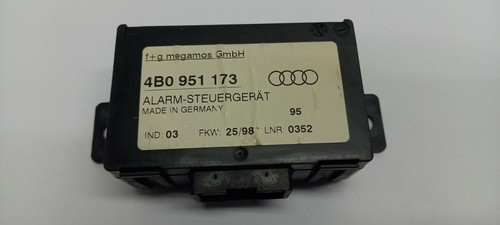 f+g megamos GmbH
4B0 951 173
ALARM-STEUERGERÄT
MADE IN GERMANY 95
IND: 03 FKW: 25/98 LNR: 0352